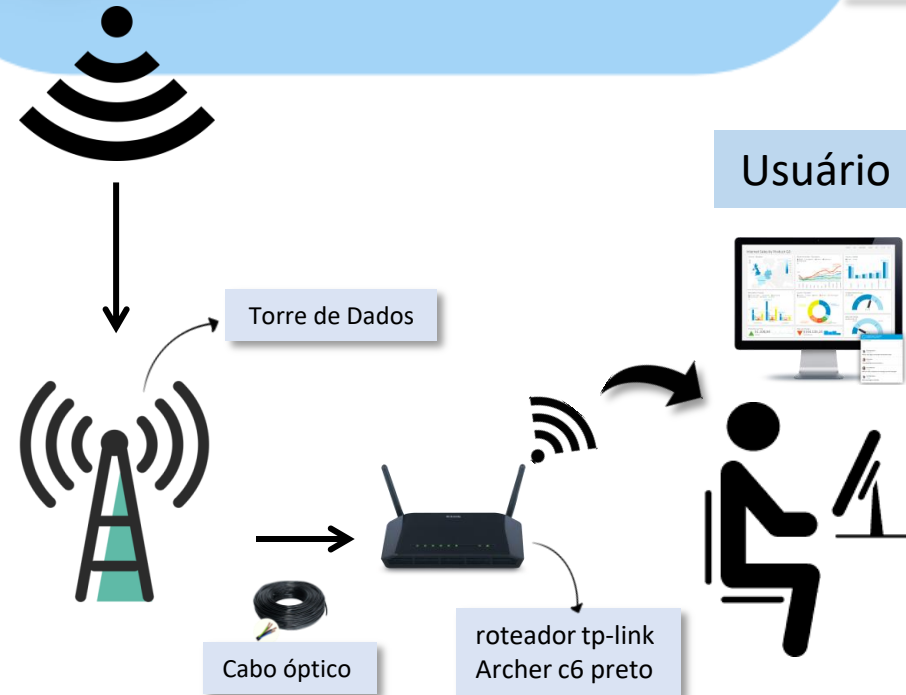 Usuário
Torre de Dados
roteador tp-link
Archer c6 preto
Cabo óptico